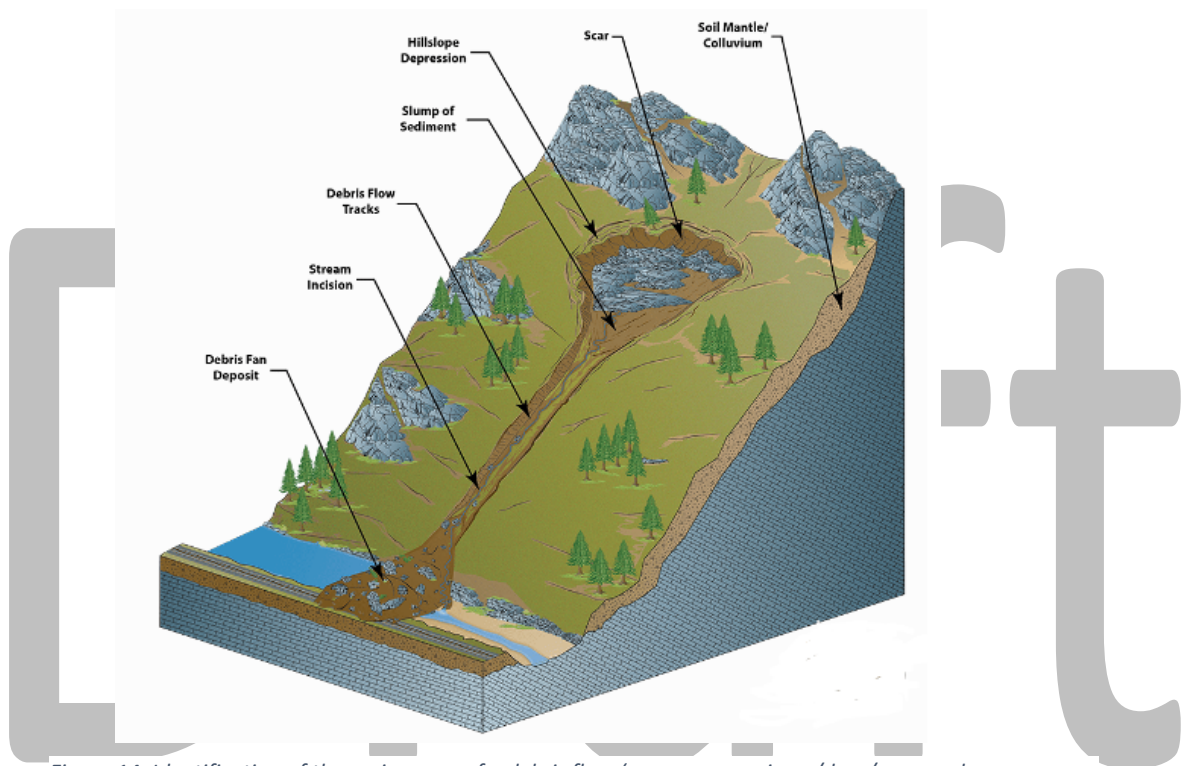 Soil Mantle/
Colluvium
Scar
Hillslope
Depression
Slump of
Sediment
Debris Flow
Tracks
Stream
Incision
Debris Fan
Deposit